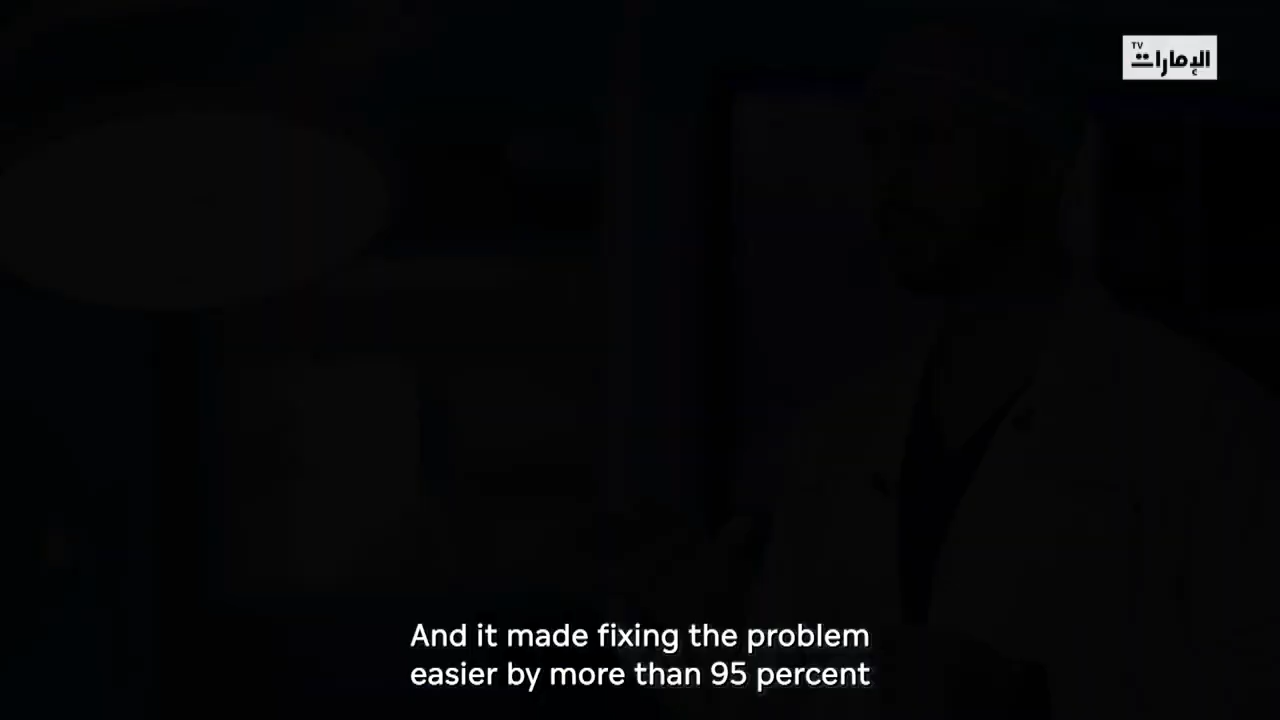 TV
الإمارات
And it made fixing the problem
easier by more than 95 percent